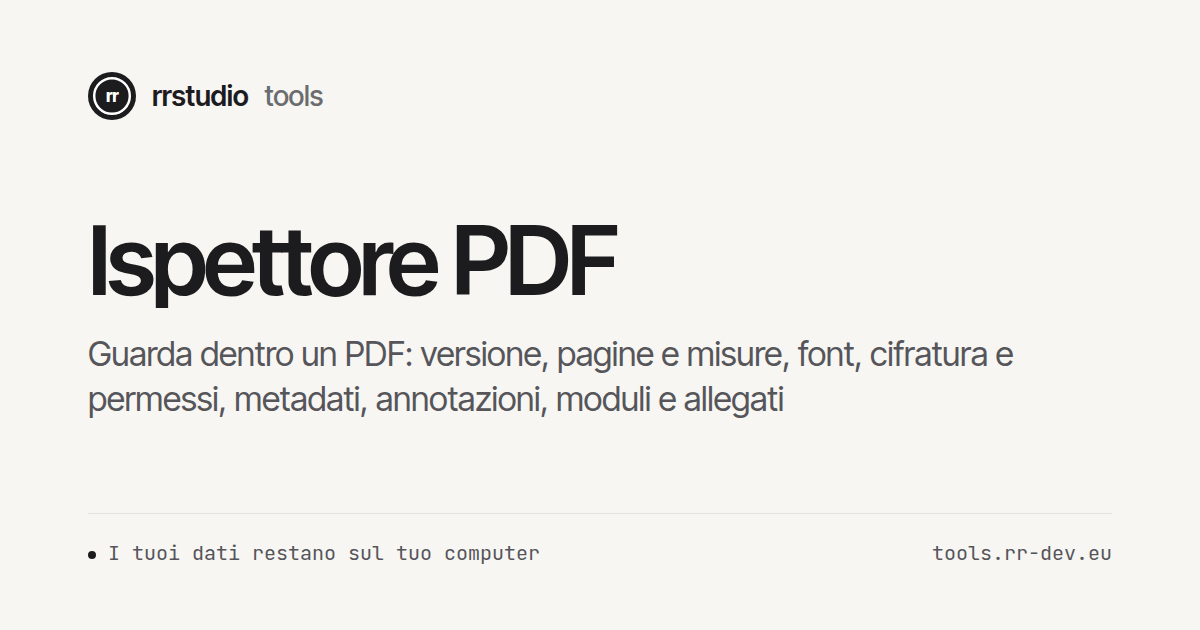 rr rrstudio tools
Ispettore PDF
Guarda dentro un PDF: versione, pagine e misure, font, cifratura e
permessi, metadati, annotazioni, moduli e allegati
I tuoi dati restano sul tuo computer
tools.rr-dev.eu